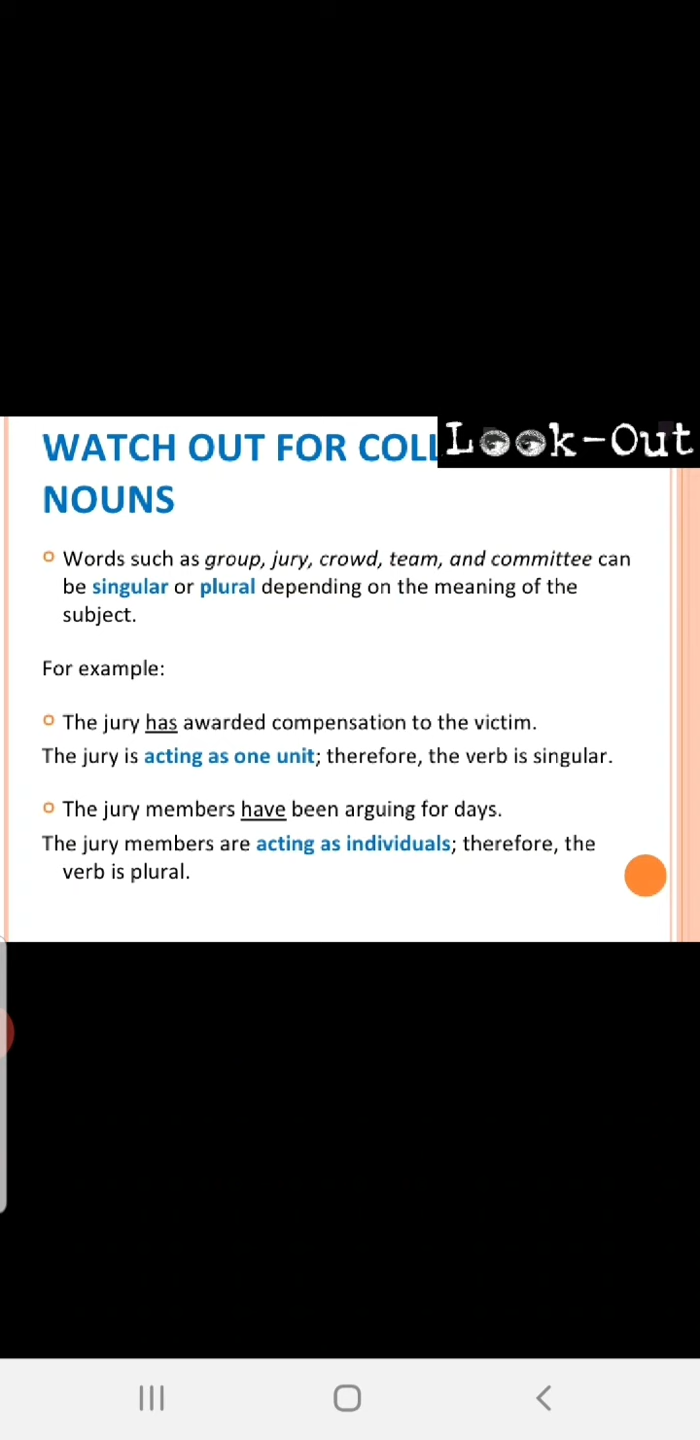 WATCH OUT FOR
Look-Out
NOUNS
Words such as group, jury, crowd, team, and committee can
be singular or plural depending on the meaning of the
subject.
For example:
The jury has awarded compensation to the victim.
The jury is acting as one unit; therefore, the verb is singular.
The jury members have been arguing for days.
The jury members are acting as individuals; therefore, the
verb is plural.